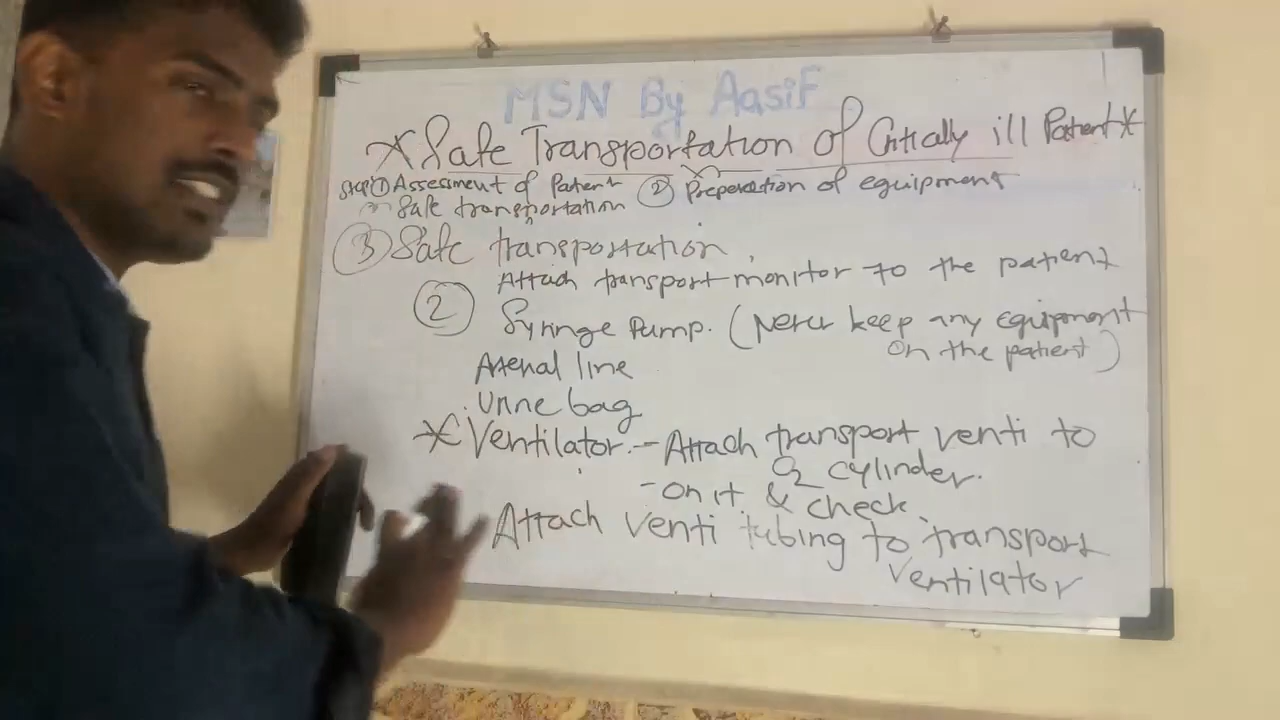 MSN By Aasif
* Safe Transportation of Critically ill Patient *
Step ① Assessment of Patient ② Preparation of equipment
Safe transportation
③ Safe transportation,
Attach transport monitor to the patient
② Syringe Pump. (Never keep any equipment
on the patient)
Arterial line
Urine bag
* Ventilator. - Attach transport venti to
O2 cylinder.
- On it & check.
Attach venti tubing to transport
ventilator